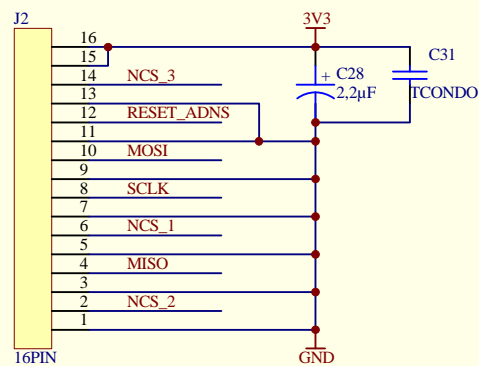 J2
3V3
16
15
C31
+ C28
14 NCS_3
2,2µF
TCONDO
13
12 RESET_ADNS
11
10 MOSI
9
8 SCLK
7
6 NCS_1
5
4 MISO
3
2 NCS_2
1
16PIN
GND